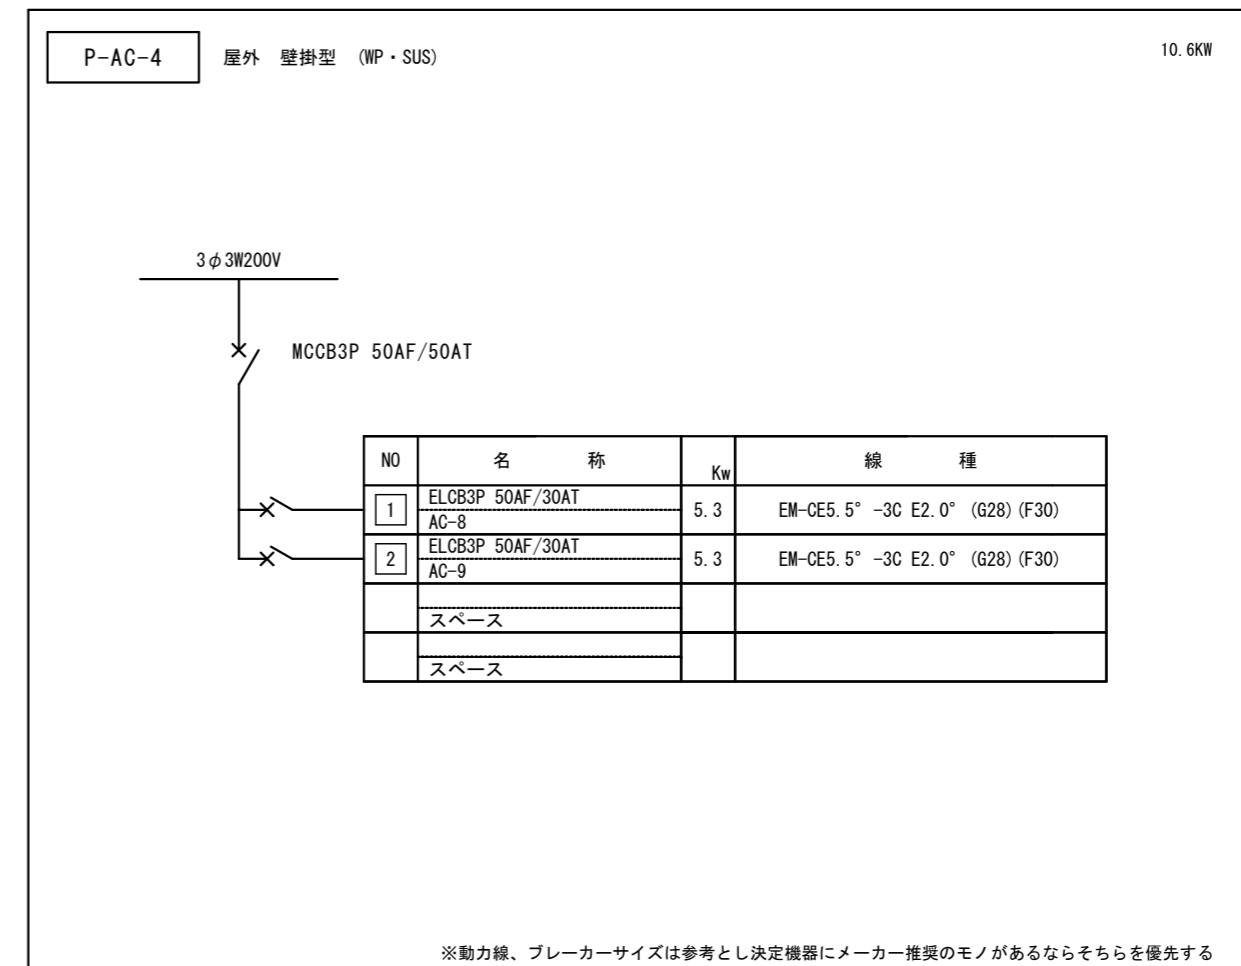 P-AC-4 屋外 壁掛型 (WP・SUS) 10.6KW
3φ3W200V
MCCB3P 50AF/50AT
NO 名 称 Kw 線 種
1 ELCB3P 50AF/30AT 5.3 EM-CE5.5° -3C E2.0° (G28)(F30)
AC-8
2 ELCB3P 50AF/30AT 5.3 EM-CE5.5° -3C E2.0° (G28)(F30)
AC-9
スペース
スペース
※動力線、ブレーカーサイズは参考とし決定機器にメーカー推奨のモノがあるならそちらを優先する